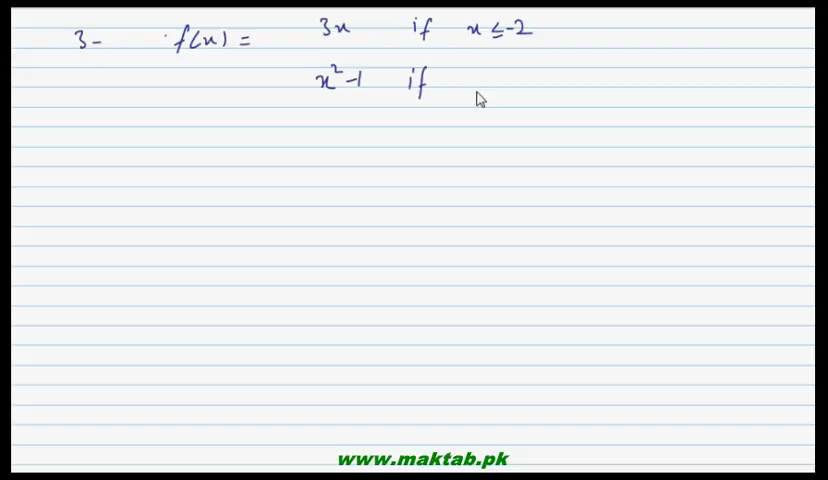 3- f(x) = 3x if x ≤ -2
x² -1 if
www.maktab.pk